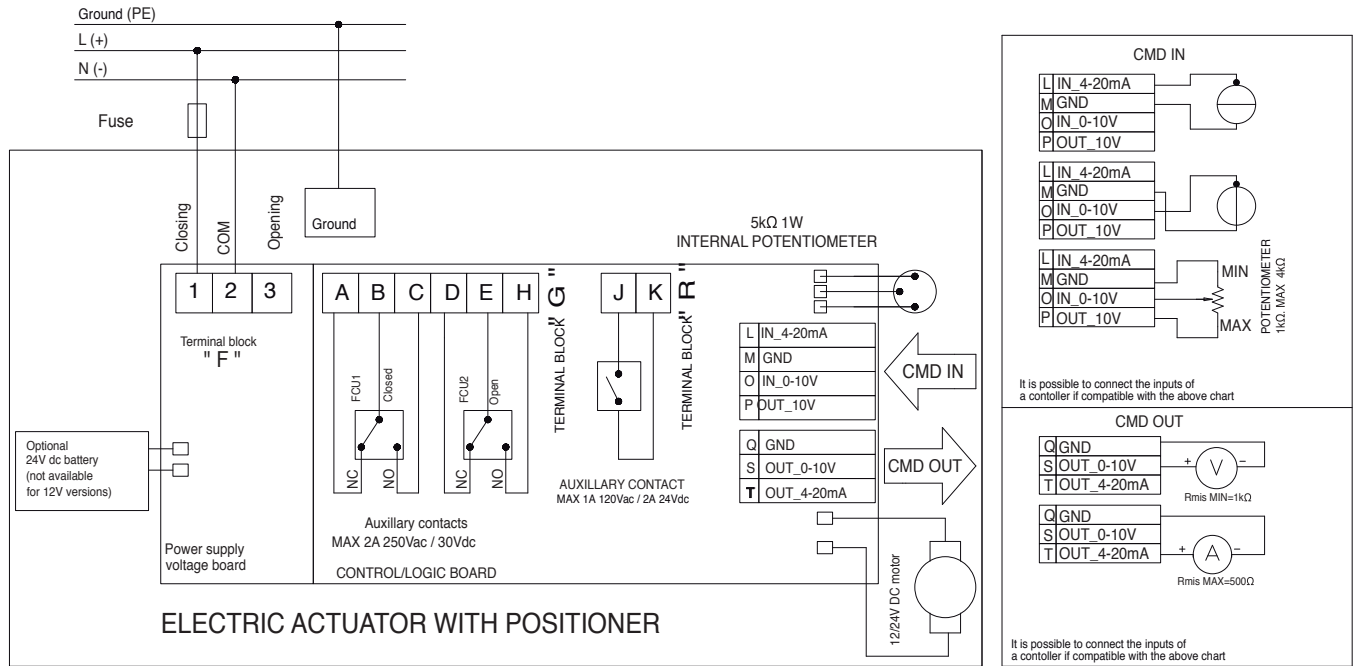 Ground (PE)
L (+)
N (-)
Fuse
Closing
COM
Opening
Ground
5kΩ 1W
INTERNAL POTENTIOMETER
1 2 3
Terminal block
" F "
A B C D E H
TERMINAL BLOCK " G "
J K
TERMINAL BLOCK " R "
FCU1
Closed
NC
NO
FCU2
Open
NC
NO
Auxillary contacts
MAX 2A 250Vac / 30Vdc
AUXILLARY CONTACT
MAX 1A 120Vac / 2A 24Vdc
L IN_4-20mA
M GND
O IN_0-10V
P OUT_10V
CMD IN
Q GND
S OUT_0-10V
T OUT_4-20mA
CMD OUT
Optional
24V dc battery
(not available
for 12V versions)
Power supply
voltage board
CONTROL/LOGIC BOARD
12/24V DC motor
ELECTRIC ACTUATOR WITH POSITIONER
CMD IN
L IN_4-20mA
M GND
O IN_0-10V
P OUT_10V
L IN_4-20mA
M GND
O IN_0-10V
P OUT_10V
L IN_4-20mA
M GND
O IN_0-10V
P OUT_10V
MIN
MAX
POTENTIOMETER
1kΩ. MAX 4kΩ
It is possible to connect the inputs of
a contoller if compatible with the above chart
CMD OUT
Q GND
S OUT_0-10V
T OUT_4-20mA
+ V −
Rmis MIN=1kΩ
Q GND
S OUT_0-10V
T OUT_4-20mA
+ A −
Rmis MAX=500Ω
It is possible to connect the inputs of
a contoller if compatible with the above chart